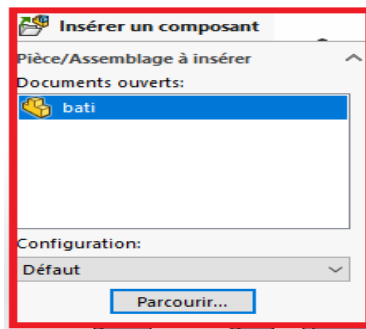 Insérer un composant
Pièce/Assemblage à insérer
Documents ouverts:
bati
Configuration:
Défaut
Parcourir...